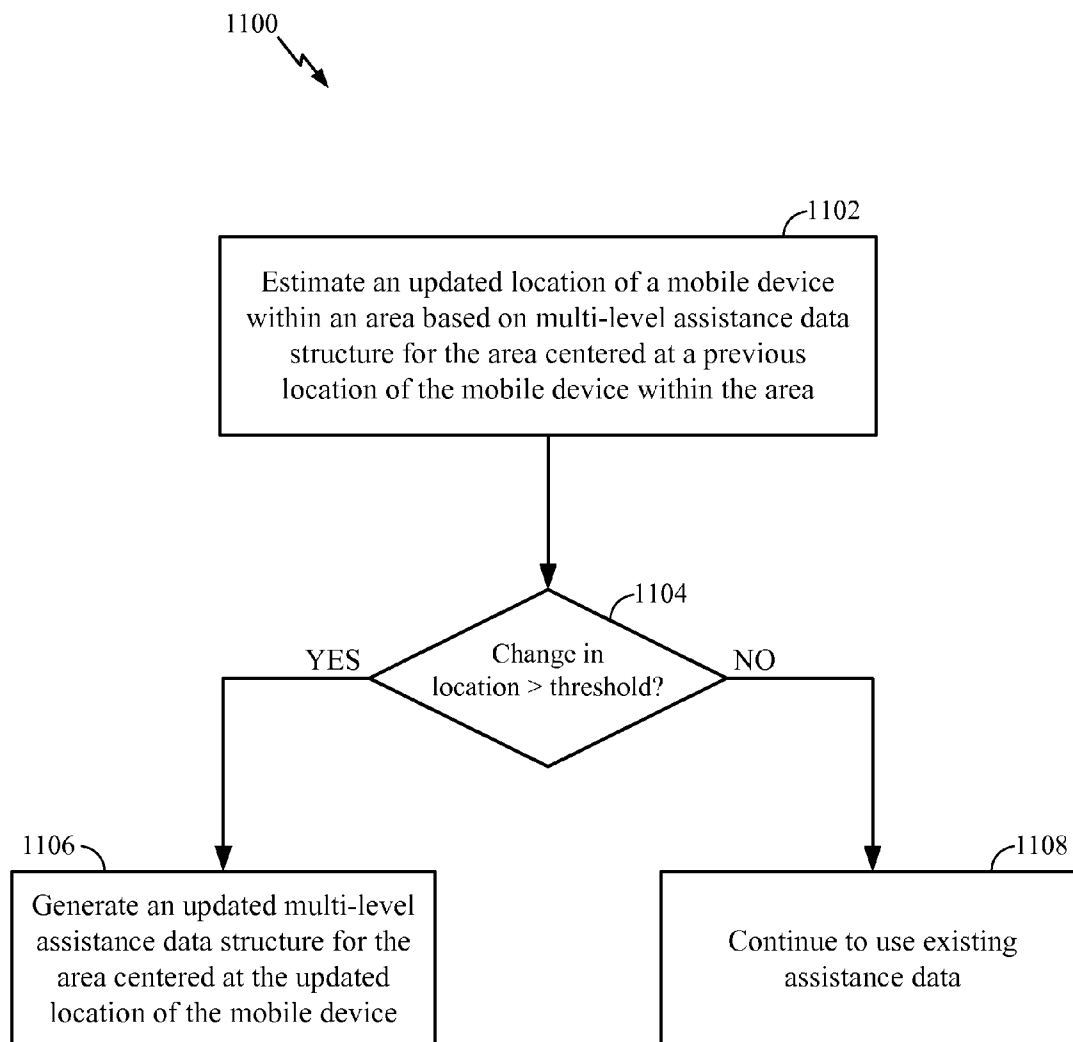 1100
1102
Estimate an updated location of a mobile device
within an area based on multi-level assistance data
structure for the area centered at a previous
location of the mobile device within the area
1104
YES
Change in
location > threshold?
NO
1106
Generate an updated multi-level
assistance data structure for the
area centered at the updated
location of the mobile device
1108
Continue to use existing
assistance data